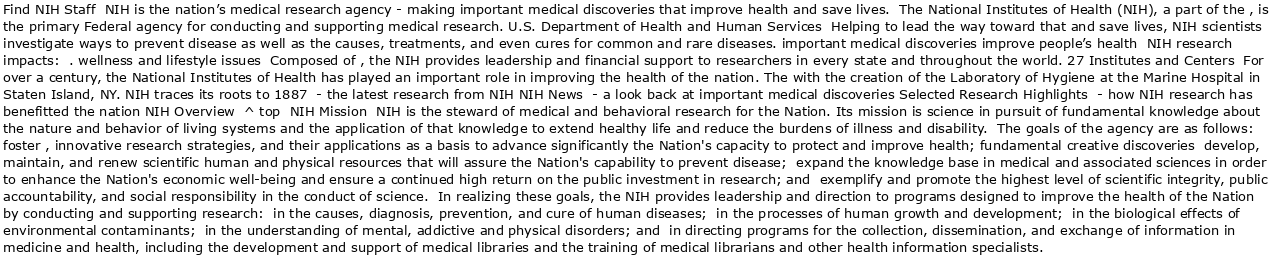 Find NIH Staff  NIH is the nation’s medical research agency - making important medical discoveries that improve health and save lives.  The National Institutes of Health (NIH), a part of the , is
the primary Federal agency for conducting and supporting medical research. U.S. Department of Health and Human Services  Helping to lead the way toward that and save lives, NIH scientists
investigate ways to prevent disease as well as the causes, treatments, and even cures for common and rare diseases. important medical discoveries improve people’s health  NIH research
impacts:  . wellness and lifestyle issues  Composed of , the NIH provides leadership and financial support to researchers in every state and throughout the world. 27 Institutes and Centers  For
over a century, the National Institutes of Health has played an important role in improving the health of the nation. The with the creation of the Laboratory of Hygiene at the Marine Hospital in
Staten Island, NY. NIH traces its roots to 1887  - the latest research from NIH NIH News  - a look back at important medical discoveries Selected Research Highlights  - how NIH research has
benefitted the nation NIH Overview  ^ top  NIH Mission  NIH is the steward of medical and behavioral research for the Nation. Its mission is science in pursuit of fundamental knowledge about
the nature and behavior of living systems and the application of that knowledge to extend healthy life and reduce the burdens of illness and disability.  The goals of the agency are as follows:
foster , innovative research strategies, and their applications as a basis to advance significantly the Nation's capacity to protect and improve health; fundamental creative discoveries  develop,
maintain, and renew scientific human and physical resources that will assure the Nation's capability to prevent disease;  expand the knowledge base in medical and associated sciences in order
to enhance the Nation's economic well-being and ensure a continued high return on the public investment in research; and  exemplify and promote the highest level of scientific integrity, public
accountability, and social responsibility in the conduct of science.  In realizing these goals, the NIH provides leadership and direction to programs designed to improve the health of the Nation
by conducting and supporting research:  in the causes, diagnosis, prevention, and cure of human diseases;  in the processes of human growth and development;  in the biological effects of
environmental contaminants;  in the understanding of mental, addictive and physical disorders; and  in directing programs for the collection, dissemination, and exchange of information in
medicine and health, including the development and support of medical libraries and the training of medical librarians and other health information specialists.